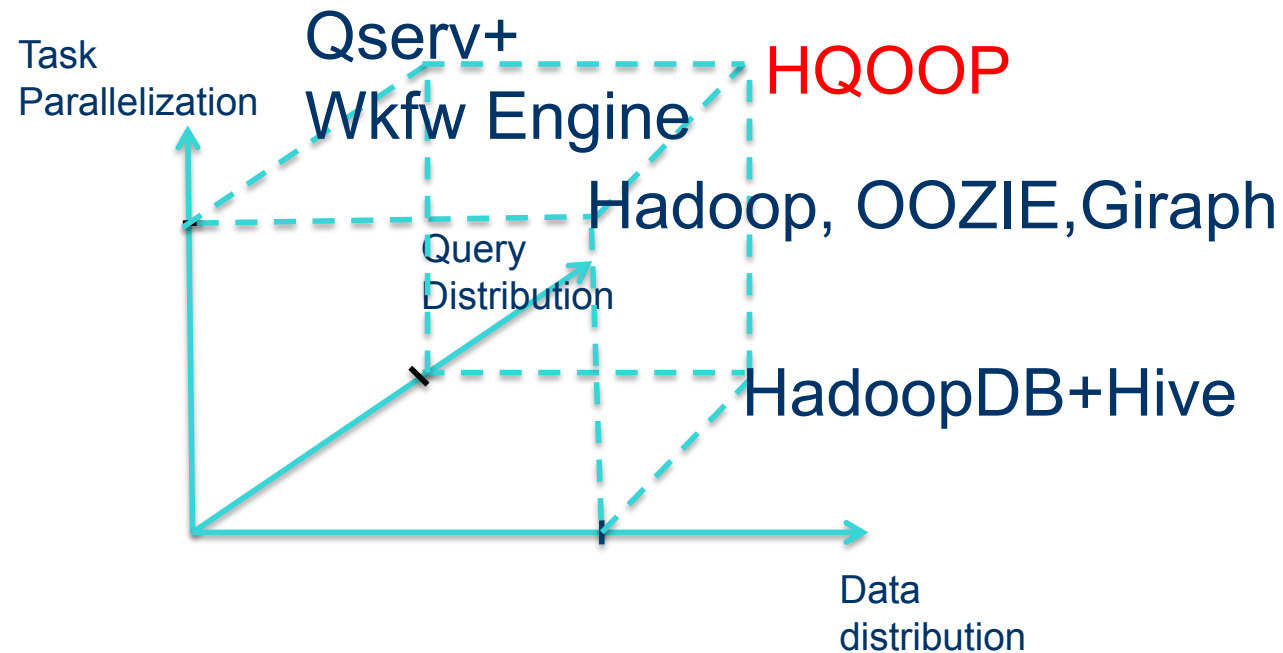 Task
Parallelization
Qserv+
Wkfw Engine
HQOOP
Hadoop, OOZIE,Giraph
Query
Distribution
HadoopDB+Hive
Data
distribution